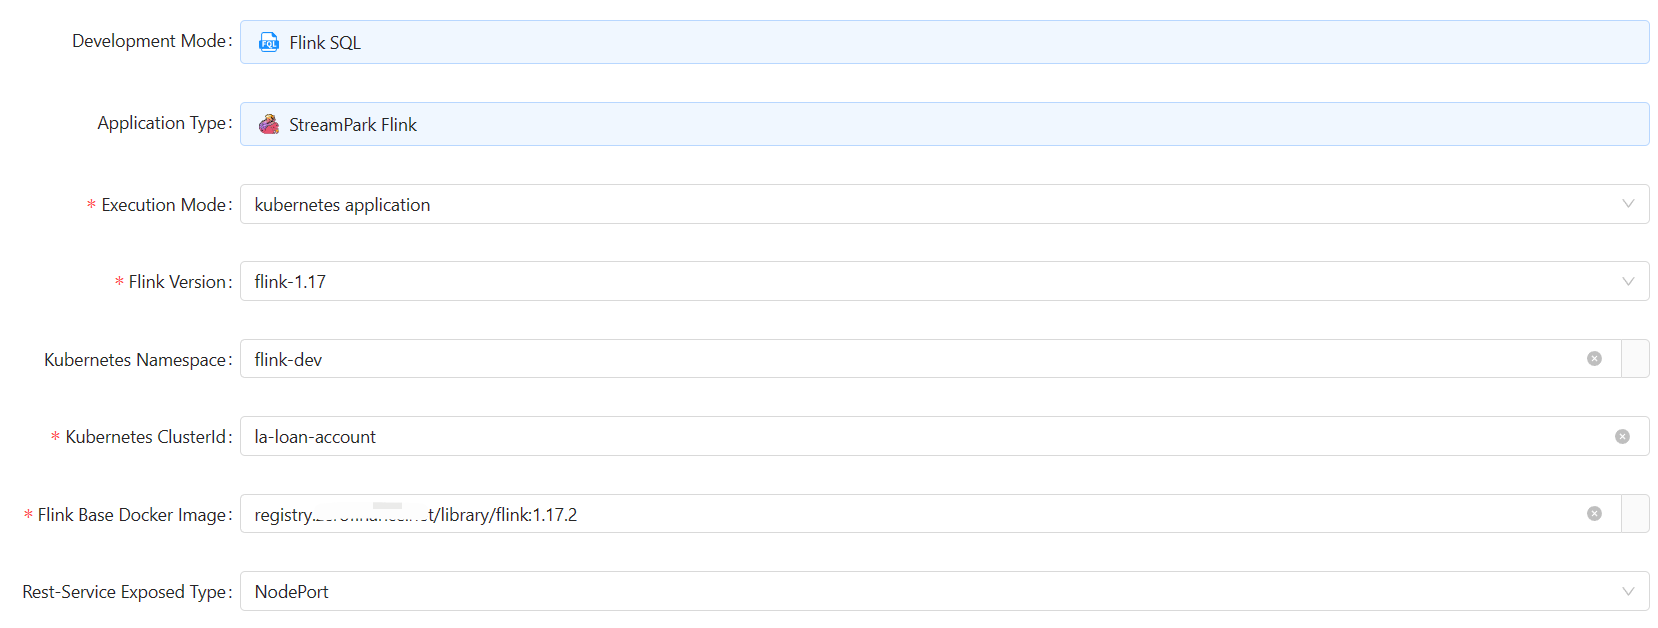 Development Mode: Flink SQL
Application Type: StreamPark Flink
* Execution Mode: kubernetes application
* Flink Version: flink-1.17
Kubernetes Namespace: flink-dev
* Kubernetes ClusterId: la-loan-account
* Flink Base Docker Image: registry. t/library/flink:1.17.2
Rest-Service Exposed Type: NodePort